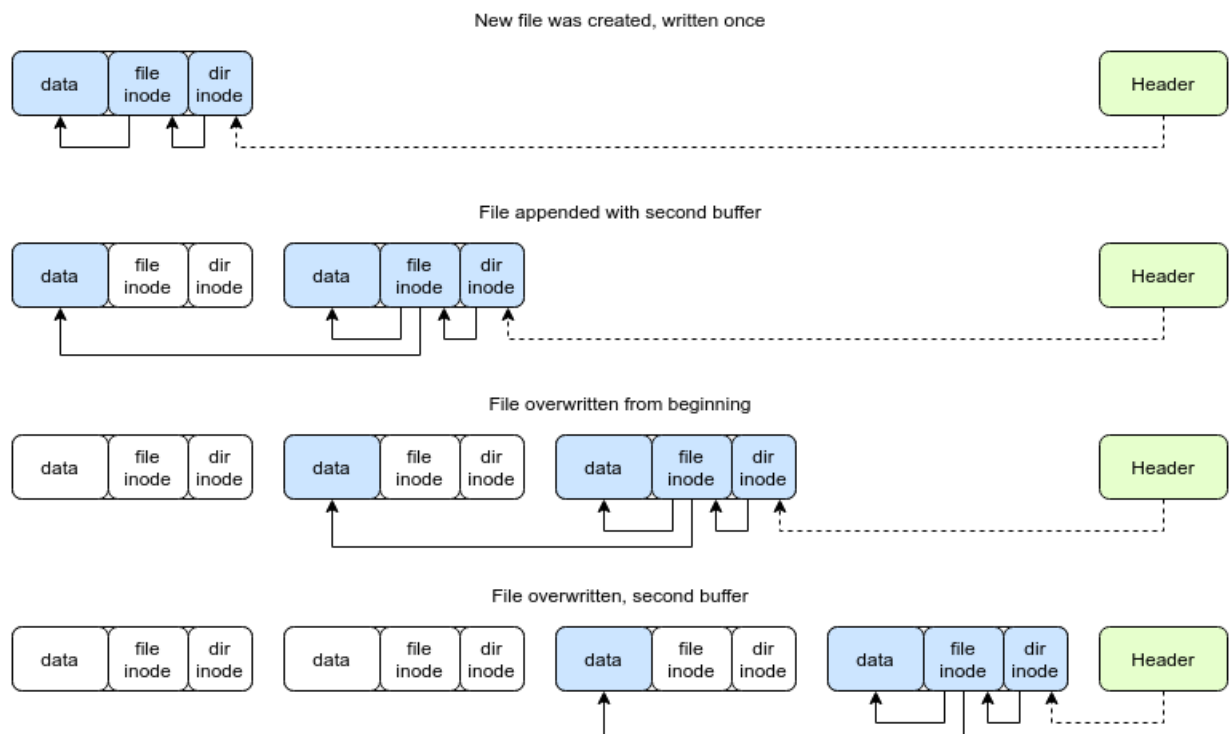 New file was created, written once
data
file
inode
dir
inode
Header
File appended with second buffer
data
file
inode
dir
inode
data
file
inode
dir
inode
Header
File overwritten from beginning
data
file
inode
dir
inode
data
file
inode
dir
inode
data
file
inode
dir
inode
Header
File overwritten, second buffer
data
file
inode
dir
inode
data
file
inode
dir
inode
data
file
inode
dir
inode
data
file
inode
dir
inode
Header